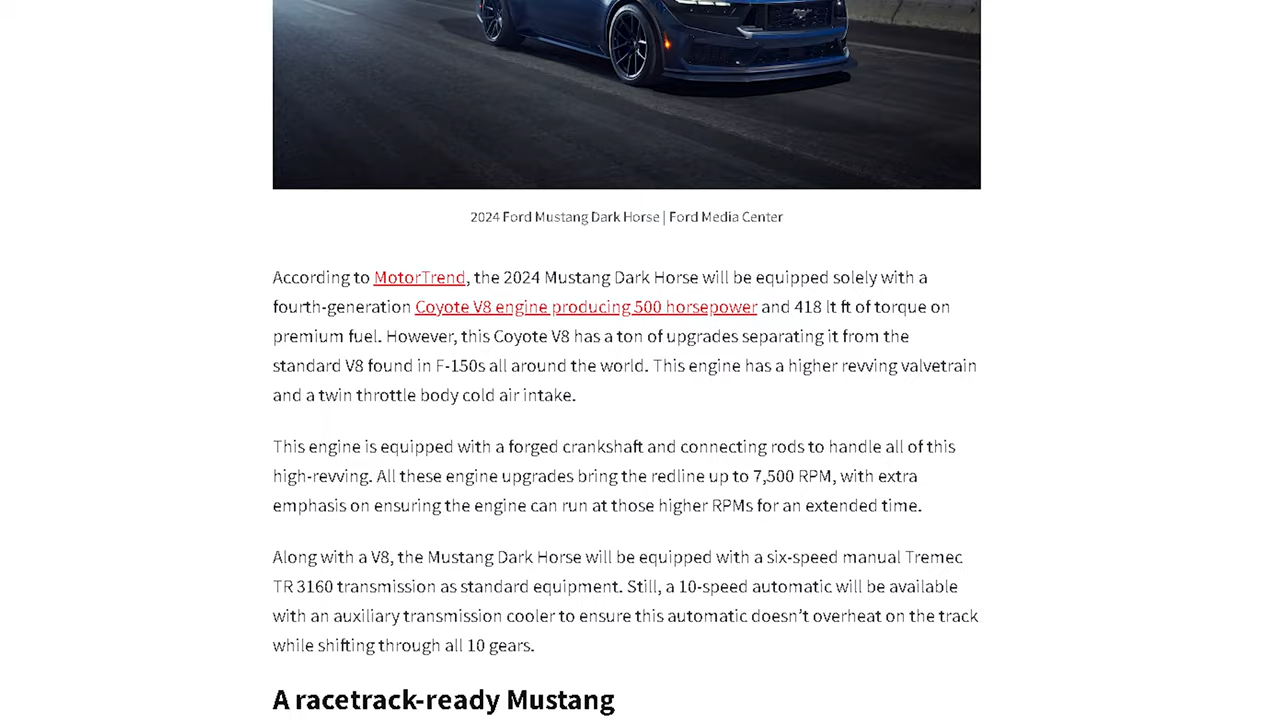 2024 Ford Mustang Dark Horse | Ford Media Center
According to MotorTrend, the 2024 Mustang Dark Horse will be equipped solely with a
fourth-generation Coyote V8 engine producing 500 horsepower and 418 lt ft of torque on
premium fuel. However, this Coyote V8 has a ton of upgrades separating it from the
standard V8 found in F-150s all around the world. This engine has a higher revving valvetrain
and a twin throttle body cold air intake.
This engine is equipped with a forged crankshaft and connecting rods to handle all of this
high-revving. All these engine upgrades bring the redline up to 7,500 RPM, with extra
emphasis on ensuring the engine can run at those higher RPMs for an extended time.
Along with a V8, the Mustang Dark Horse will be equipped with a six-speed manual Tremec
TR 3160 transmission as standard equipment. Still, a 10-speed automatic will be available
with an auxiliary transmission cooler to ensure this automatic doesn’t overheat on the track
while shifting through all 10 gears.
A racetrack-ready Mustang